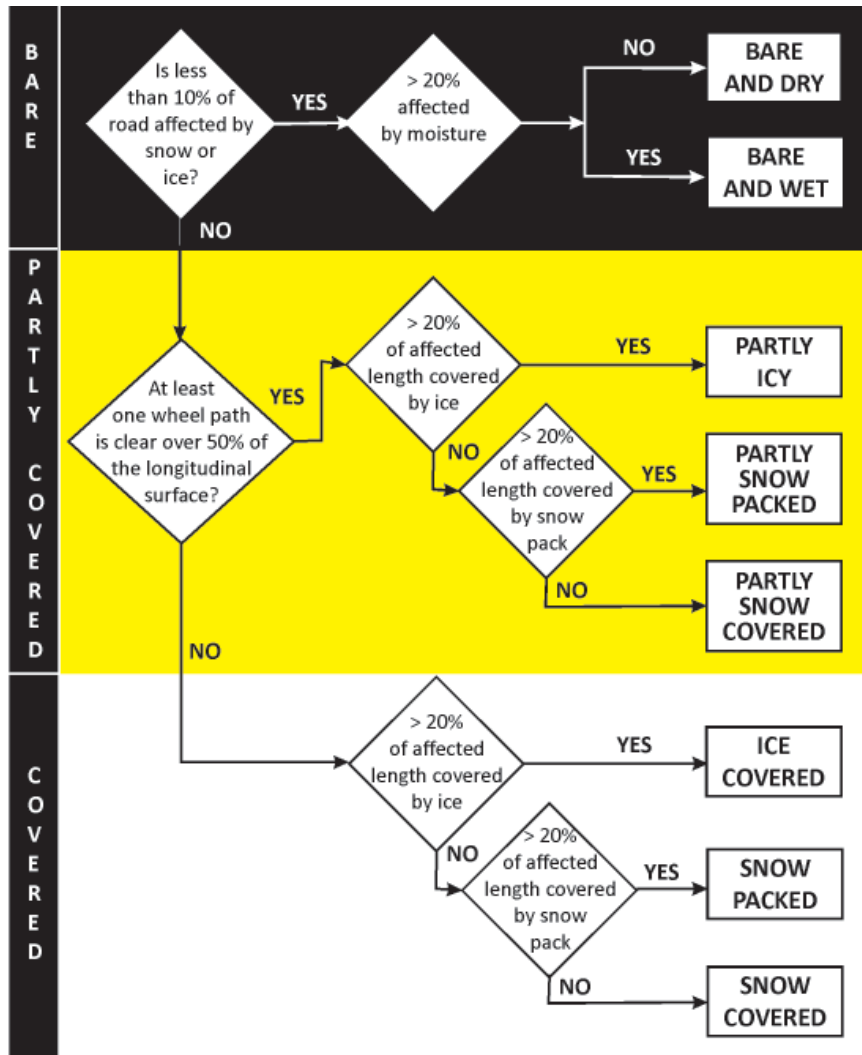 BARE
Is less
than 10% of
road affected by
snow or
ice?
YES
> 20%
affected
by moisture
NO
BARE
AND DRY
YES
BARE
AND WET
NO
PARTLY COVERED
At least
one wheel path
is clear over 50% of
the longitudinal
surface?
YES
> 20%
of affected
length covered
by ice
YES
PARTLY
ICY
NO
> 20%
of affected
length covered
by snow
pack
YES
PARTLY
SNOW
PACKED
NO
PARTLY
SNOW
COVERED
NO
COVERED
> 20%
of affected
length covered
by ice
YES
ICE
COVERED
NO
> 20%
of affected
length covered
by snow
pack
YES
SNOW
PACKED
NO
SNOW
COVERED